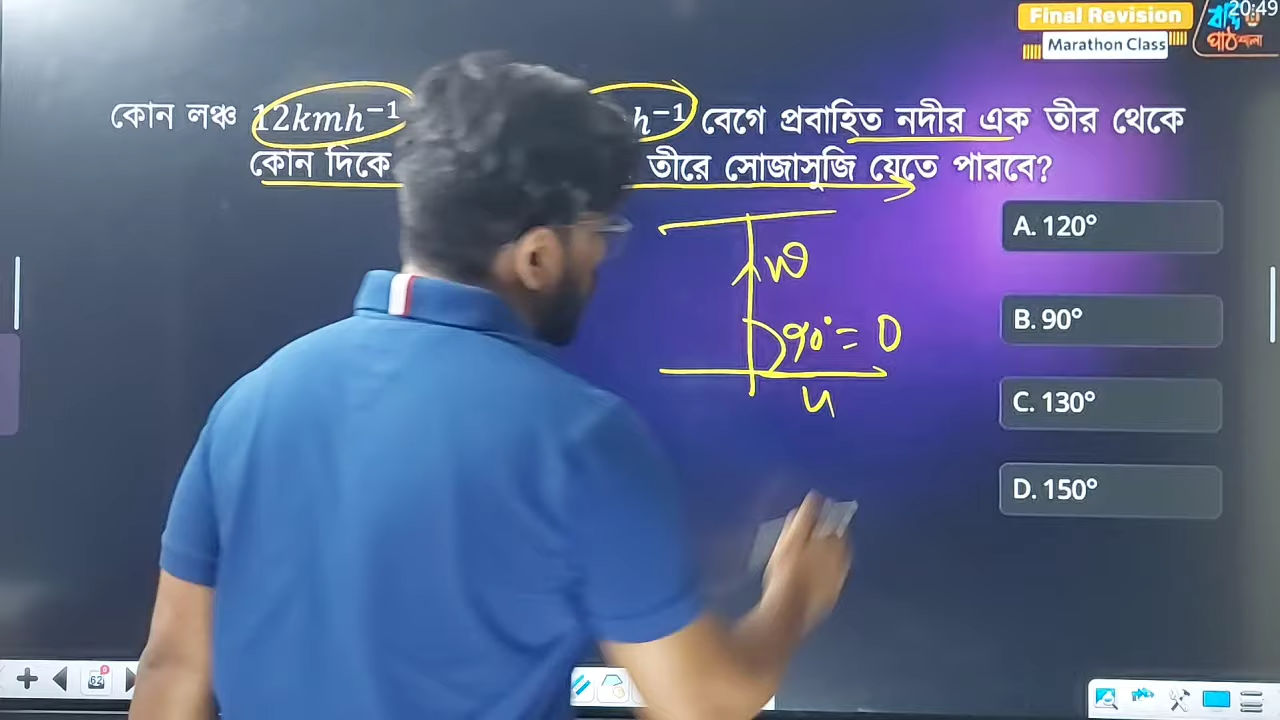 20:49
Final Revision
Marathon Class
বন্দি
পাঠশালা
কোন লঞ্চ 12kmh⁻¹ h⁻¹ বেগে প্রবাহিত নদীর এক তীর থেকে
কোন দিকে তীরে সোজাসুজি যেতে পারবে?
A. 120°
B. 90°
C. 130°
D. 150°
w
90° = θ
u
62